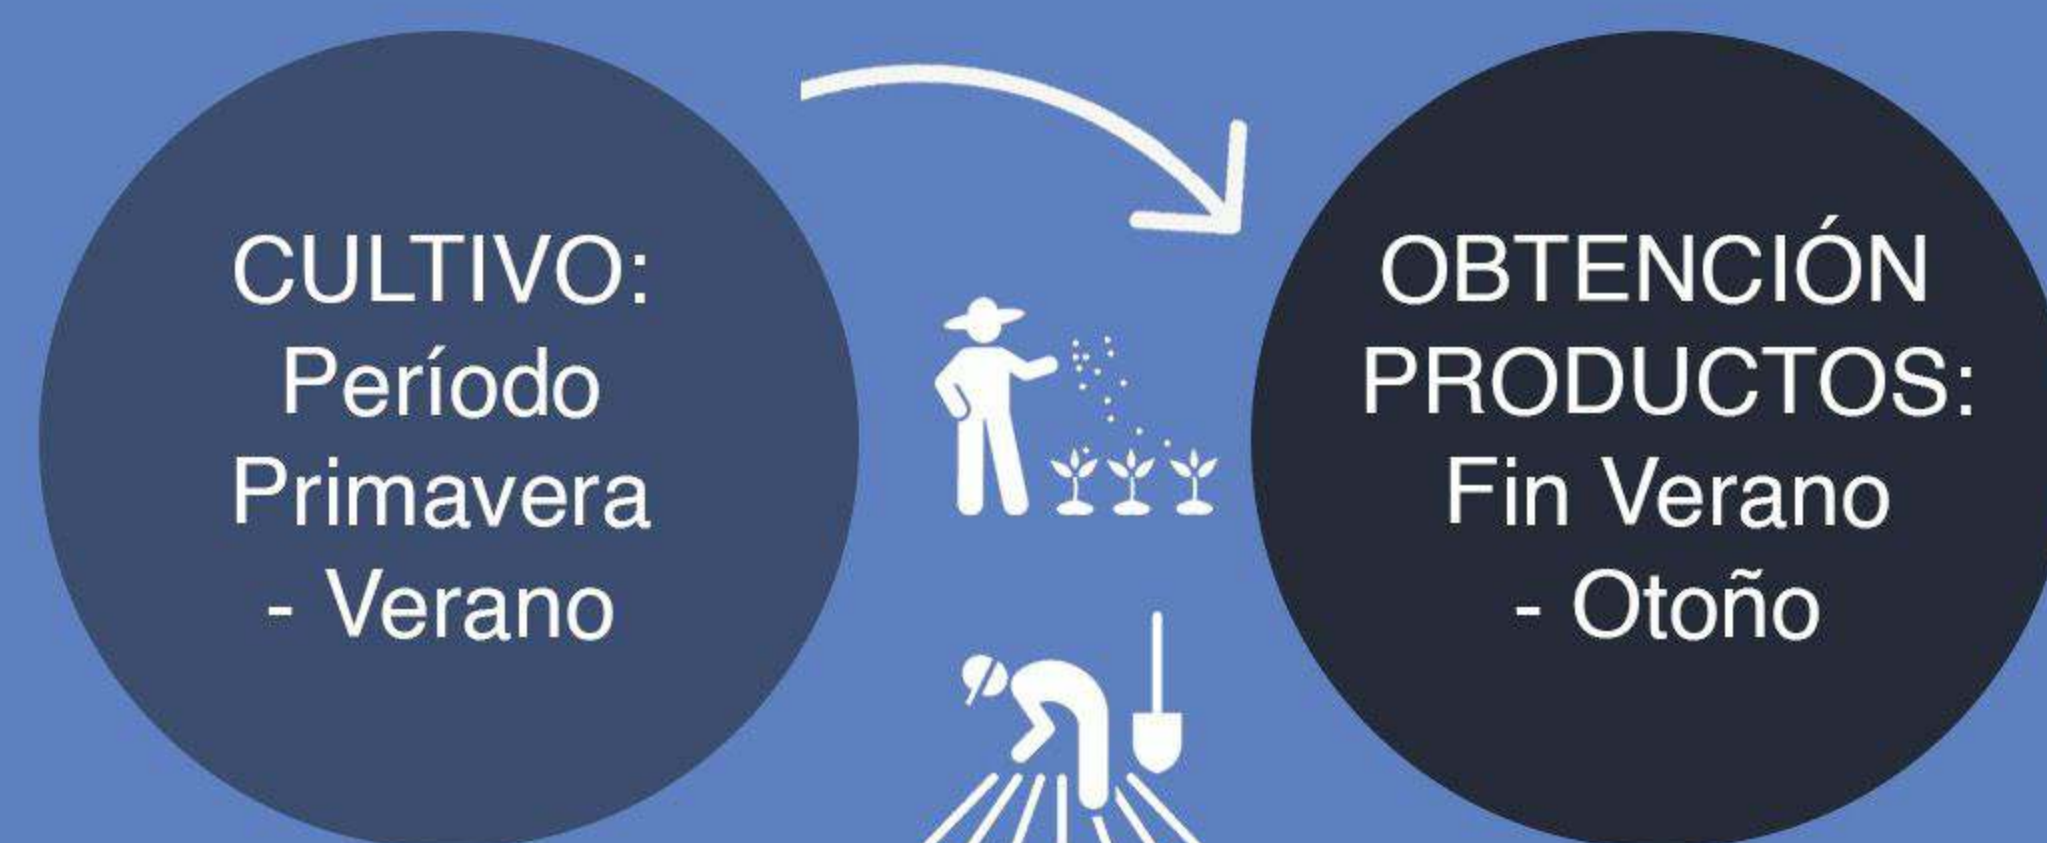 CULTIVO:
Período
Primavera
- Verano
OBTENCIÓN
PRODUCTOS:
Fin Verano
- Otoño